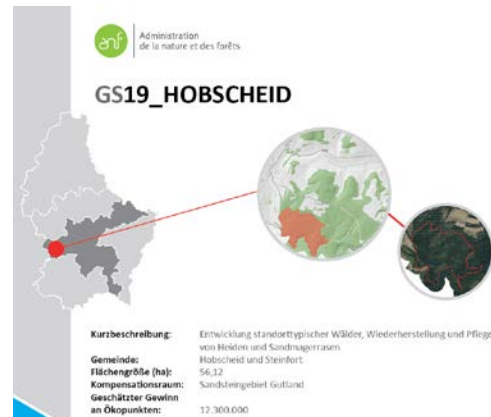 anf
Administration
de la nature et des forêts
GS19_HOBSCHEID
Kurzbeschreibung: Entwicklung standorttypischer Wälder, Wiederherstellung und Pflege
von Heiden und Sandmagerrasen
Gemeinde: Hobscheid und Steinfort
Flächengröße (ha): 56,12
Kompensationsraum: Sandsteingebiet Gutland
Geschätzter Gewinn
an Ökopunkten: 12.300.000